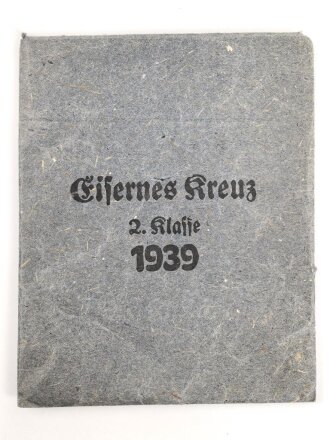 Eisernes Kreuz
2. Klasse
1939